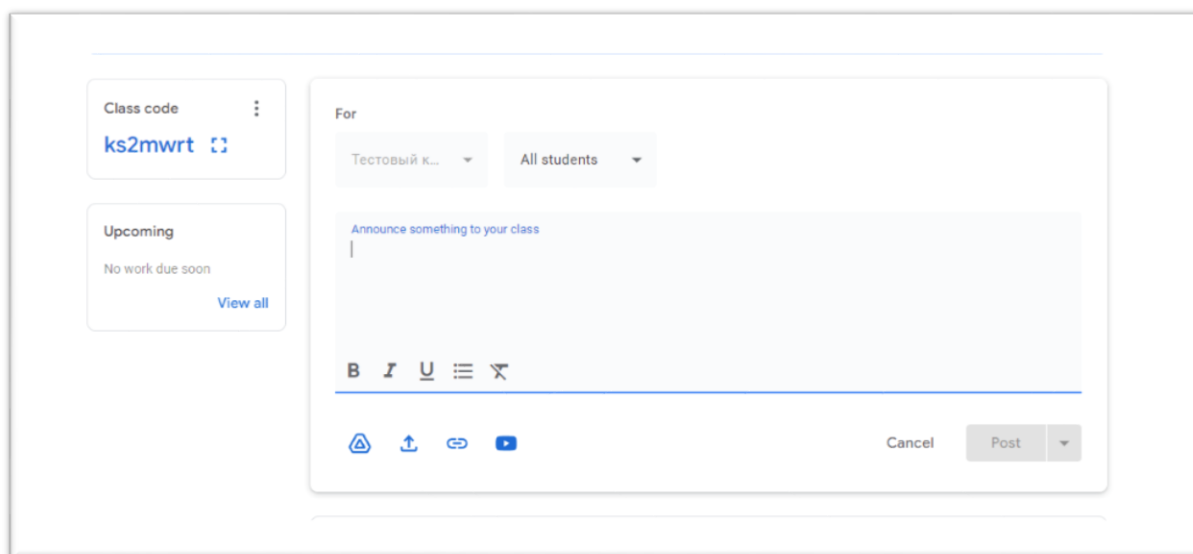 Class code
ks2mwrt
Upcoming
No work due soon
View all
For
Тестовый к...
All students
Announce something to your class
B I U
Cancel
Post